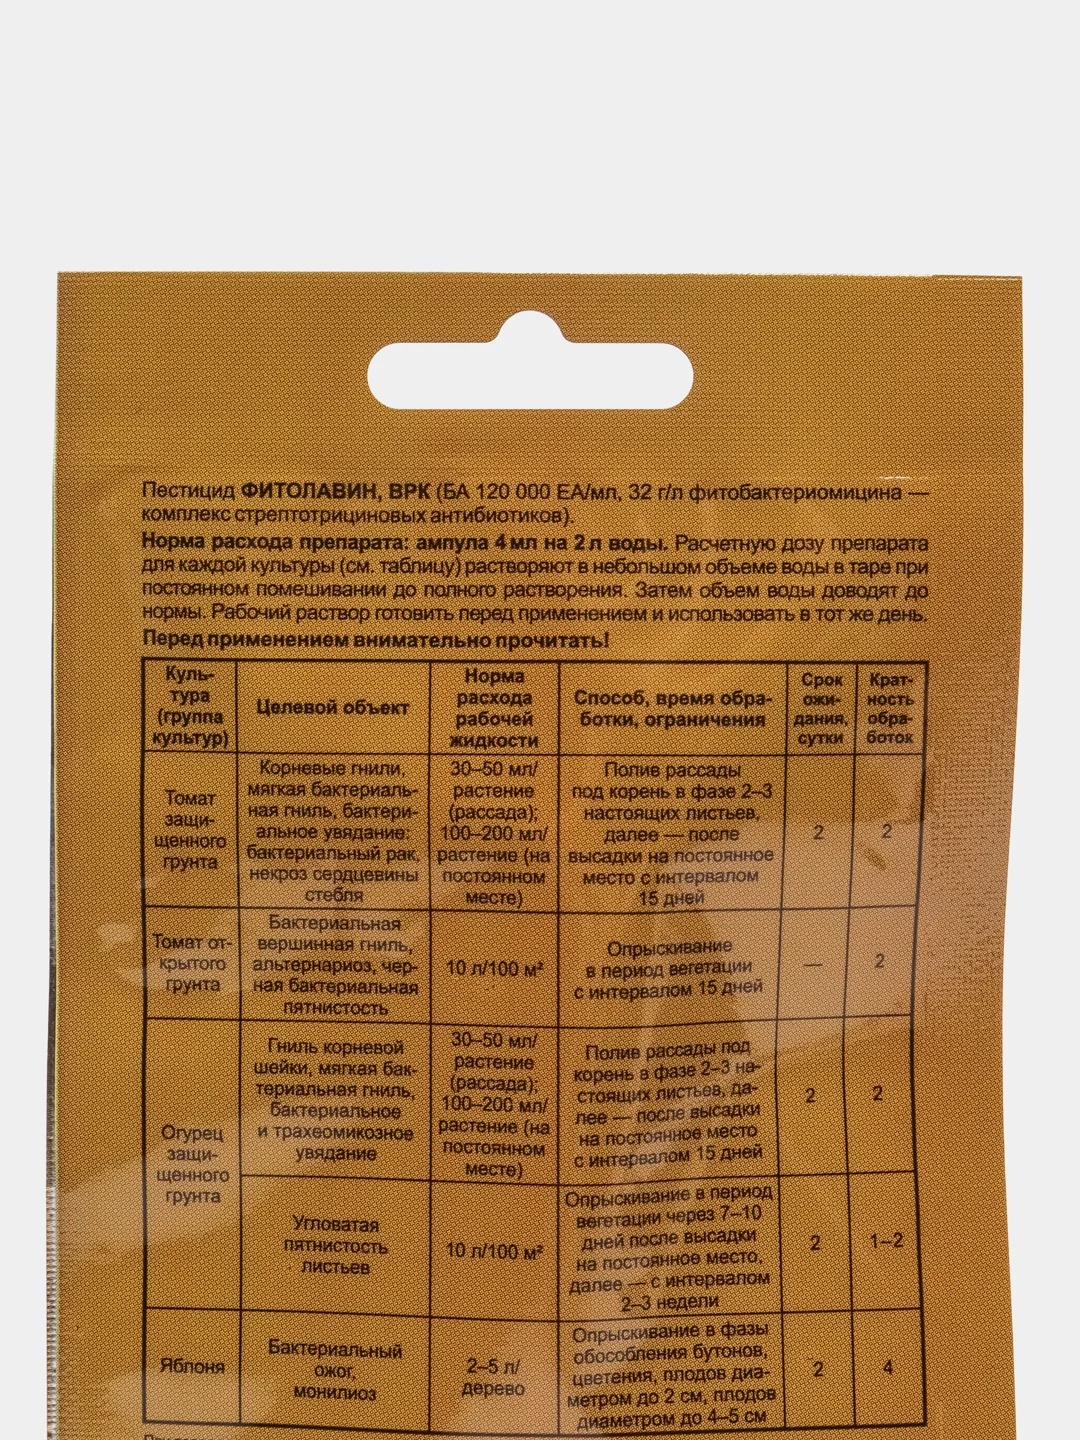 Пестицид ФИТОЛАВИН, ВРК (БА 120 000 ЕА/мл, 32 г/л фитобактериомицина —
комплекс стрептотрициновых антибиотиков).
Норма расхода препарата: ампула 4 мл на 2 л воды. Расчетную дозу препарата
для каждой культуры (см. таблицу) растворяют в небольшом объеме воды в таре при
постоянном помешивании до полного растворения. Затем объем воды доводят до
нормы. Рабочий раствор готовить перед применением и использовать в тот же день.
Перед применением внимательно прочитать!
Куль-
тура
(группа
культур)
Целевой объект
Норма
расхода
рабочей
жидкости
Способ, время обра-
ботки, ограничения
Срок
ожи-
дания,
сутки
Крат-
ность
обра-
боток
Томат
защи-
щенного
грунта
Корневые гнили,
мягкая бактериаль-
ная гниль, бактери-
альное увядание:
бактериальный рак,
некроз сердцевины
стебля
30–50 мл/
растение
(рассада);
100–200 мл/
растение (на
постоянном
месте)
Полив рассады
под корень в фазе 2–3
настоящих листьев,
далее — после
высадки на постоянное
место с интервалом
15 дней
2
2
Томат от-
крытого
грунта
Бактериальная
вершинная гниль,
альтернариоз, чер-
ная бактериальная
пятнистость
10 л/100 м²
Опрыскивание
в период вегетации
с интервалом 15 дней
—
2
Огурец
защи-
щенного
грунта
Гниль корневой
шейки, мягкая бак-
териальная гниль,
бактериальное
и трахеомикозное
увядание
30–50 мл/
растение
(рассада);
100–200 мл/
растение (на
постоянном
месте)
Полив рассады под
корень в фазе 2–3 на-
стоящих листьев, да-
лее — после высадки
на постоянное место
с интервалом 15 дней
2
2
Угловатая
пятнистость
листьев
10 л/100 м²
Опрыскивание в период
вегетации через 7–10
дней после высадки
на постоянное место,
далее — с интервалом
2–3 недели
2
1–2
Яблоня
Бактериальный
ожог,
монилиоз
2–5 л/
дерево
Опрыскивание в фазы
обособления бутонов,
цветения, плодов диа-
метром до 2 см, плодов
диаметром до 4–5 см
2
4